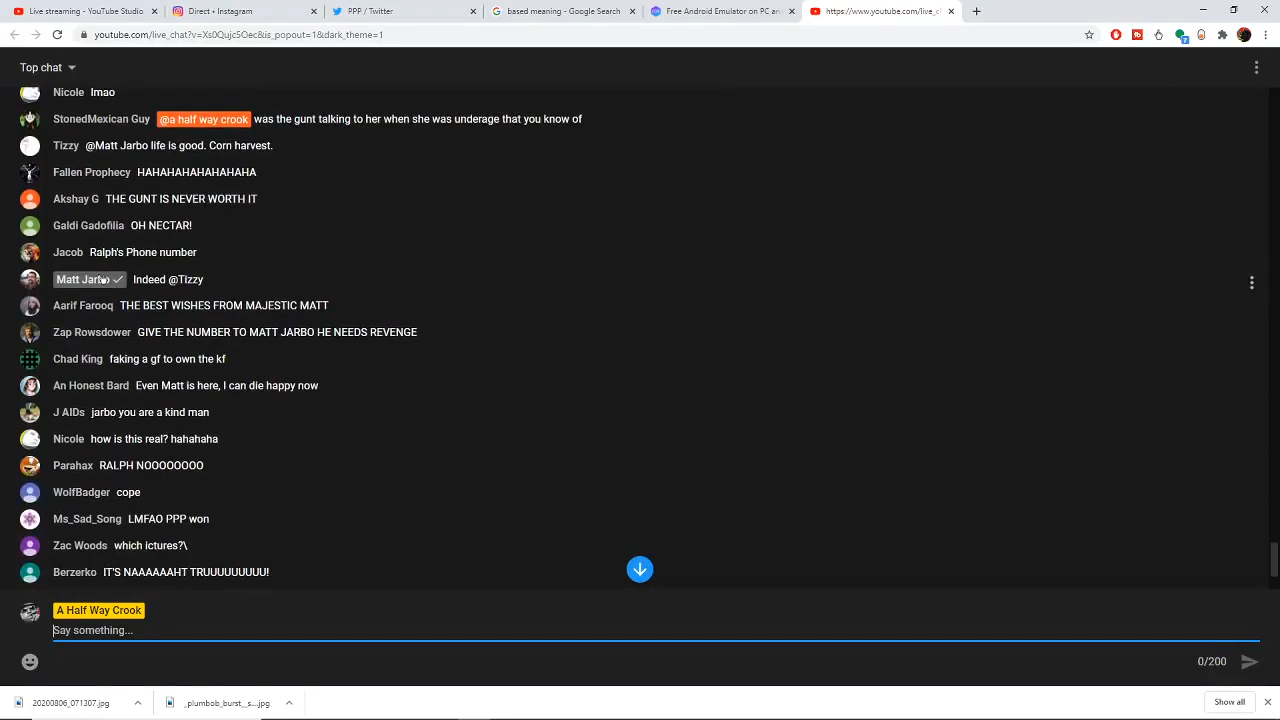 Live streaming - YouTube Studio
Direct • Instagram
PPP / Twitter
based meaning - Google Search
Free Android Emulator on PC and
https://www.youtube.com/live_cl
youtube.com/live_chat?v=Xs0Qujc5Oec&is_popout=1&dark_theme=1
Top chat
Nicole lmao
StonedMexican Guy @a half way crook was the gunt talking to her when she was underage that you know of
Tizzy @Matt Jarbo life is good. Corn harvest.
Fallen Prophecy HAHAHAHAHAHAHAHA
Akshay G THE GUNT IS NEVER WORTH IT
Galdi Gadofilia OH NECTAR!
Jacob Ralph's Phone number
Matt Jarbo Indeed @Tizzy
Aarif Farooq THE BEST WISHES FROM MAJESTIC MATT
Zap Rowsdower GIVE THE NUMBER TO MATT JARBO HE NEEDS REVENGE
Chad King faking a gf to own the kf
An Honest Bard Even Matt is here, I can die happy now
J AIDs jarbo you are a kind man
Nicole how is this real? hahahaha
Parahax RALPH NOOOOOOOO
WolfBadger cope
Ms_Sad_Song LMFAO PPP won
Zac Woods which ictures?\
Berzerko IT'S NAAAAAAHT TRUUUUUUUUU!
A Half Way Crook
Say something...
0/200
20200806_071307.jpg
_plumbob_burst__s....jpg
Show all